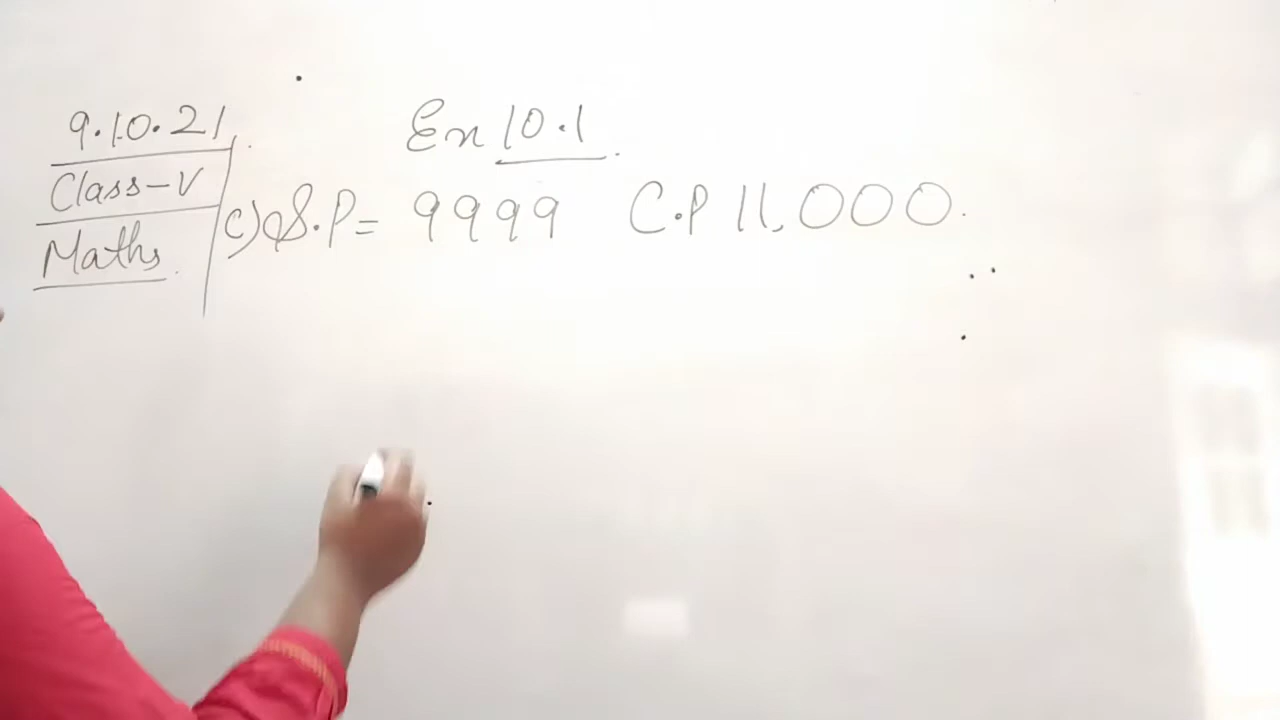 9.10.21
Ex 10.1
Class-V
c) S.P = 9999 C.P 11,000
Maths